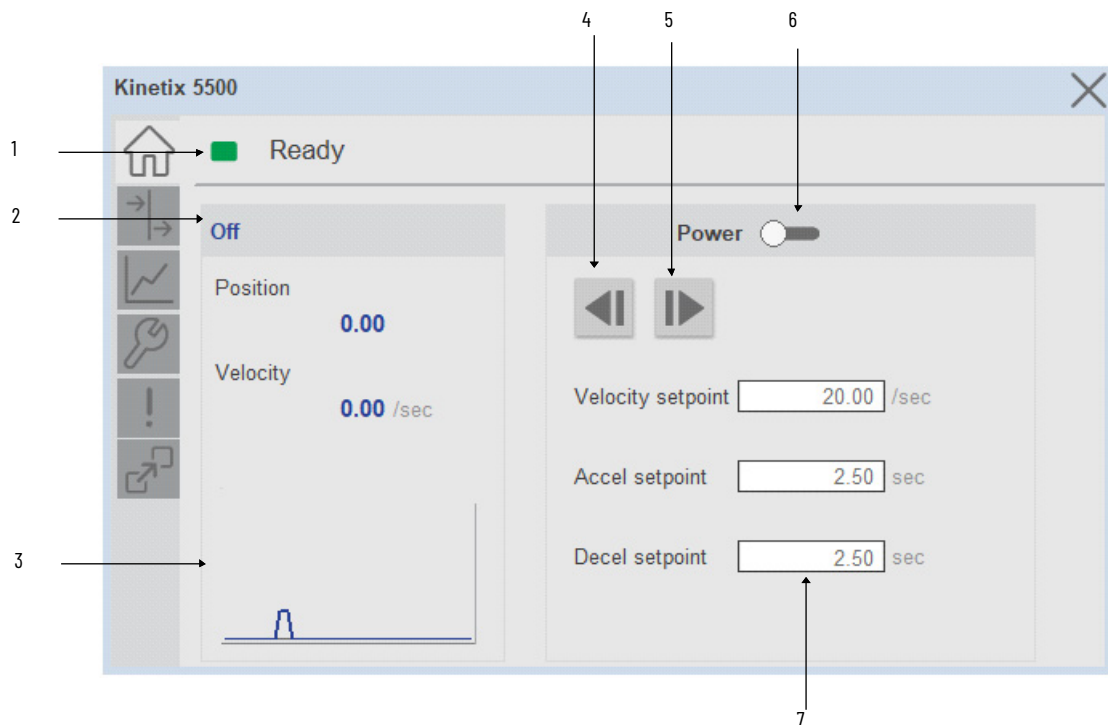 4 5 6
Kinetix 5500
1 Ready
2 Off Power
Position
0.00
Velocity
0.00 /sec
Velocity setpoint 20.00 /sec
Accel setpoint 2.50 sec
3 Decel setpoint 2.50 sec
7